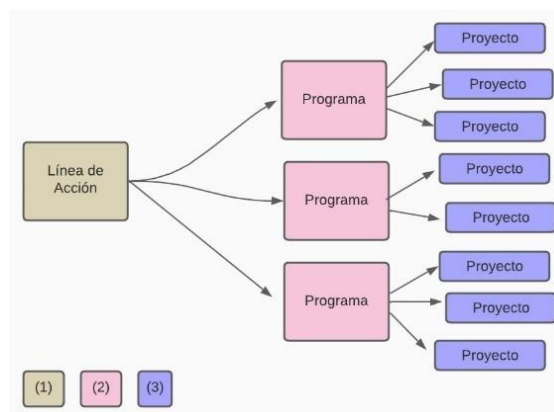 Línea de
Acción
Programa
Proyecto
Proyecto
Proyecto
Programa
Proyecto
Proyecto
Programa
Proyecto
Proyecto
Proyecto
(1)
(2)
(3)